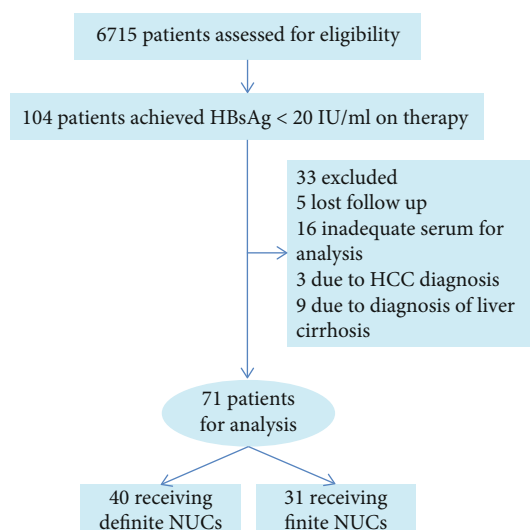 6715 patients assessed for eligibility
104 patients achieved HBsAg < 20 IU/ml on therapy
33 excluded
5 lost follow up
16 inadequate serum for
analysis
3 due to HCC diagnosis
9 due to diagnosis of liver
cirrhosis
71 patients
for analysis
40 receiving
definite NUCs
31 receiving
finite NUCs